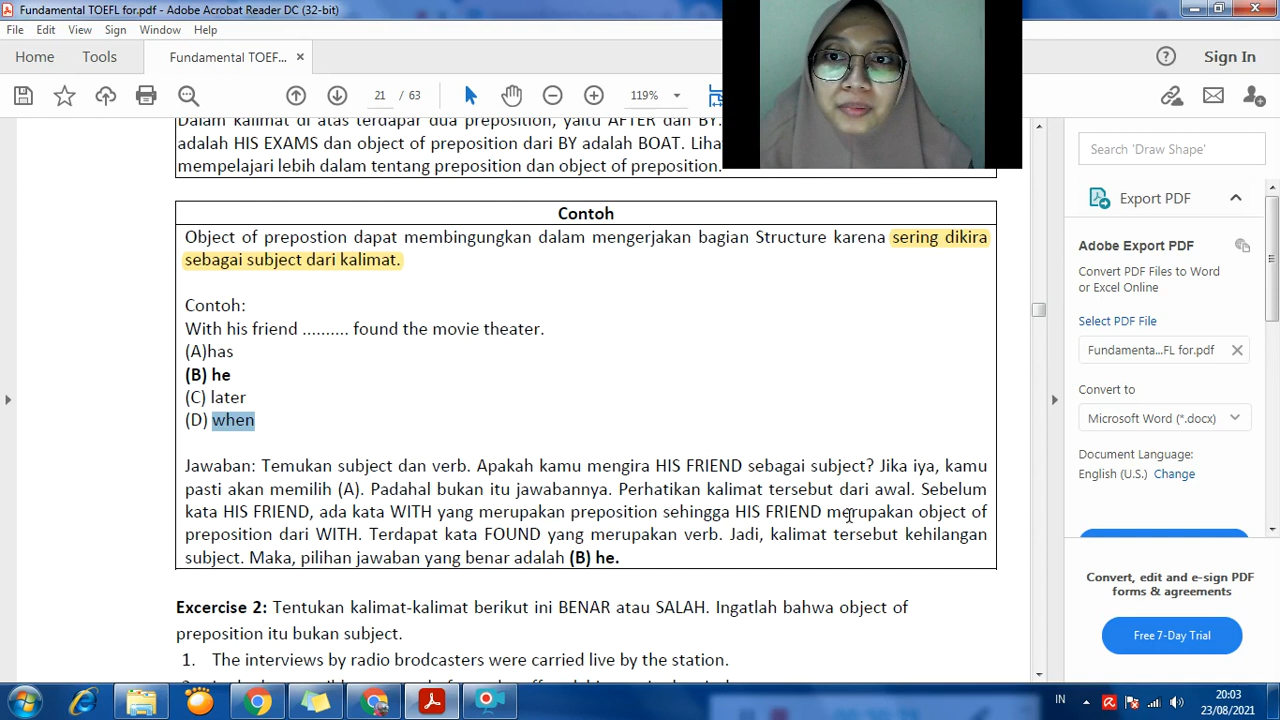 Fundamental TOEFL for.pdf - Adobe Acrobat Reader DC (32-bit)
File Edit View Sign Window Help
Home Tools Fundamental TOEF... × Sign In
21 / 63 119%
Dalam kalimat di atas terdapar dua preposition, yaitu AFTER dan BY.
adalah HIS EXAMS dan object of preposition dari BY adalah BOAT. Liha
mempelajari lebih dalam tentang preposition dan object of preposition.
Contoh
Object of prepostion dapat membingungkan dalam mengerjakan bagian Structure karena sering dikira
sebagai subject dari kalimat.
Contoh:
With his friend .......... found the movie theater.
(A)has
(B) he
(C) later
(D) when
Jawaban: Temukan subject dan verb. Apakah kamu mengira HIS FRIEND sebagai subject? Jika iya, kamu
pasti akan memilih (A). Padahal bukan itu jawabannya. Perhatikan kalimat tersebut dari awal. Sebelum
kata HIS FRIEND, ada kata WITH yang merupakan preposition sehingga HIS FRIEND merupakan object of
preposition dari WITH. Terdapat kata FOUND yang merupakan verb. Jadi, kalimat tersebut kehilangan
subject. Maka, pilihan jawaban yang benar adalah (B) he.
Excercise 2: Tentukan kalimat-kalimat berikut ini BENAR atau SALAH. Ingatlah bahwa object of
preposition itu bukan subject.
1. The interviews by radio brodcasters were carried live by the station.
Search 'Draw Shape'
Export PDF
Adobe Export PDF
Convert PDF Files to Word
or Excel Online
Select PDF File
Fundamenta...FL for.pdf
Convert to
Microsoft Word (*.docx)
Document Language:
English (U.S.) Change
Convert, edit and e-sign PDF
forms & agreements
Free 7-Day Trial
IN
20:03
23/08/2021